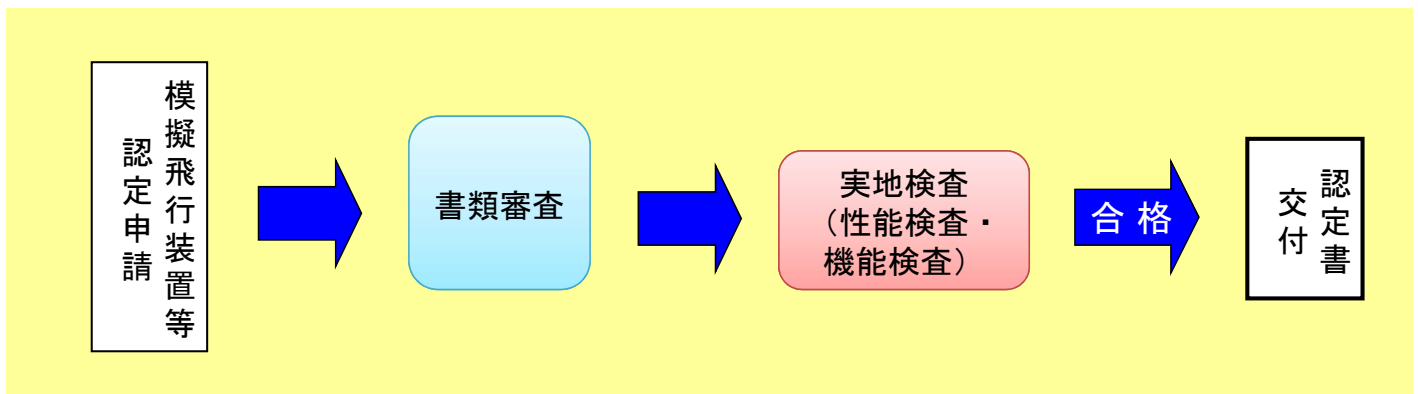 模擬飛行装置等
認定申請
書類審査
実地検査
(性能検査・
機能検査)
合格
認定書
交付